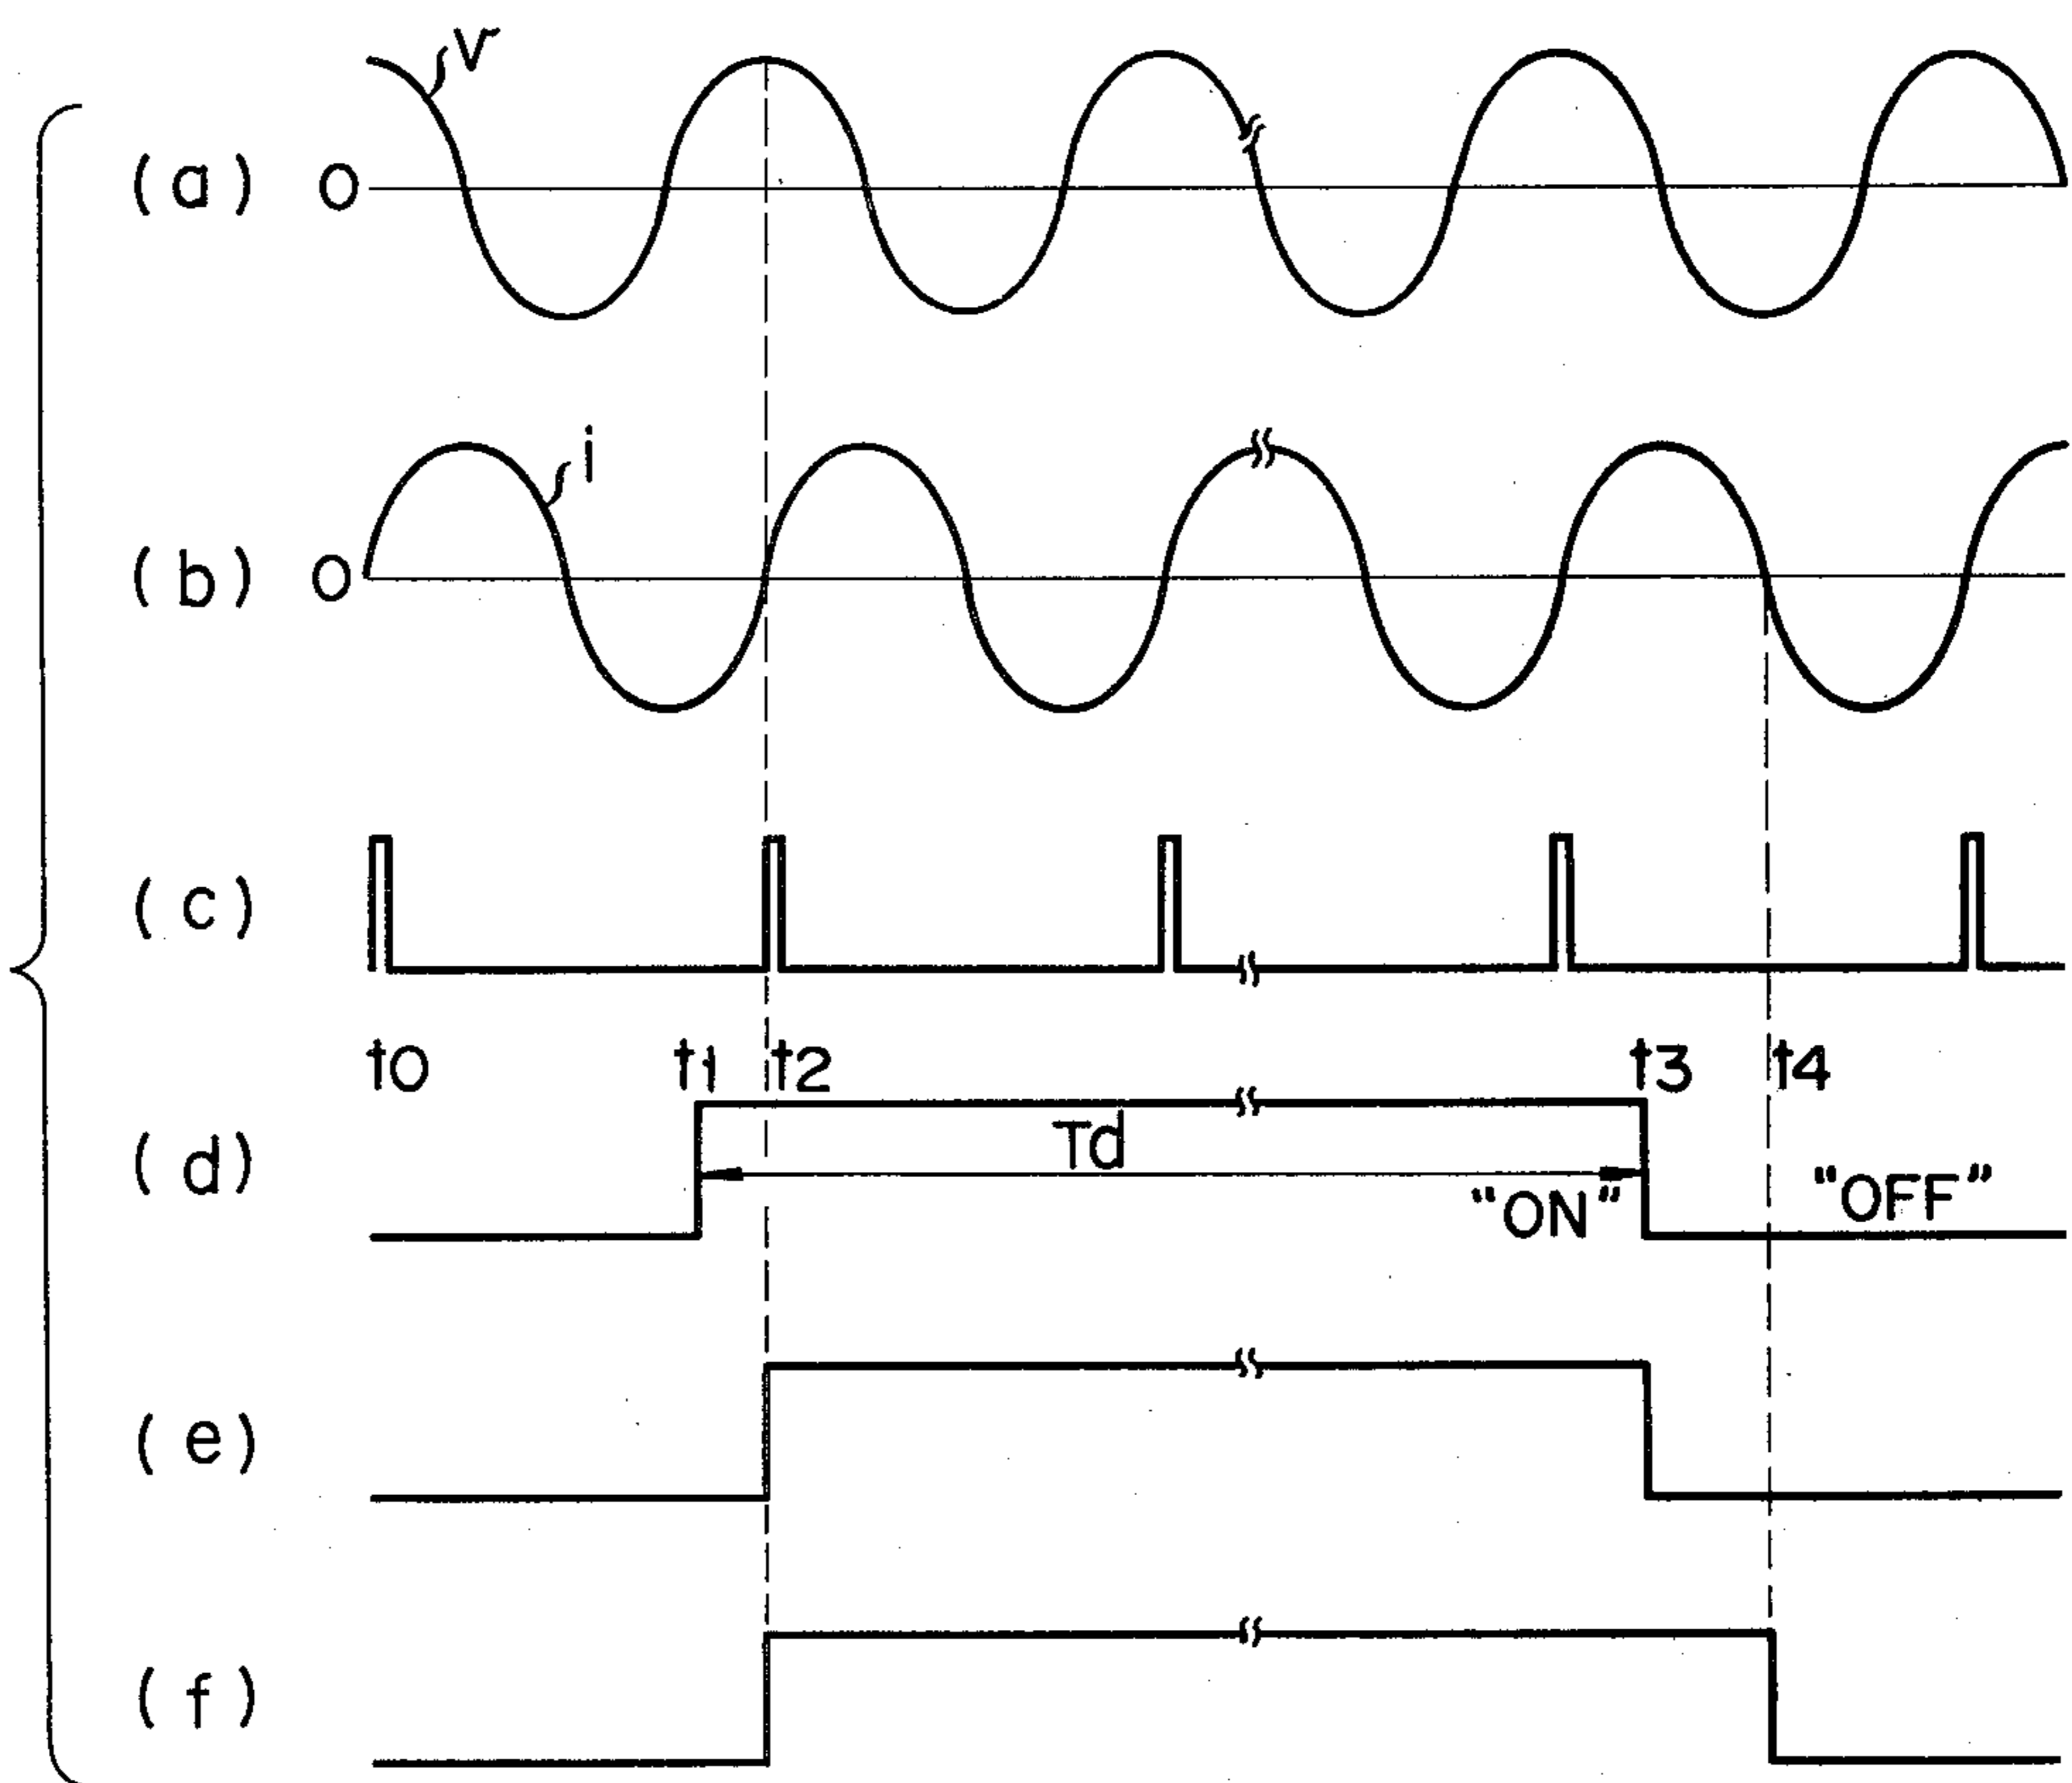 V
(a) 0
i
(b) 0
(c)
t0 t1 t2 t3 t4
Td
(d)
"ON" "OFF"
(e)
(f)